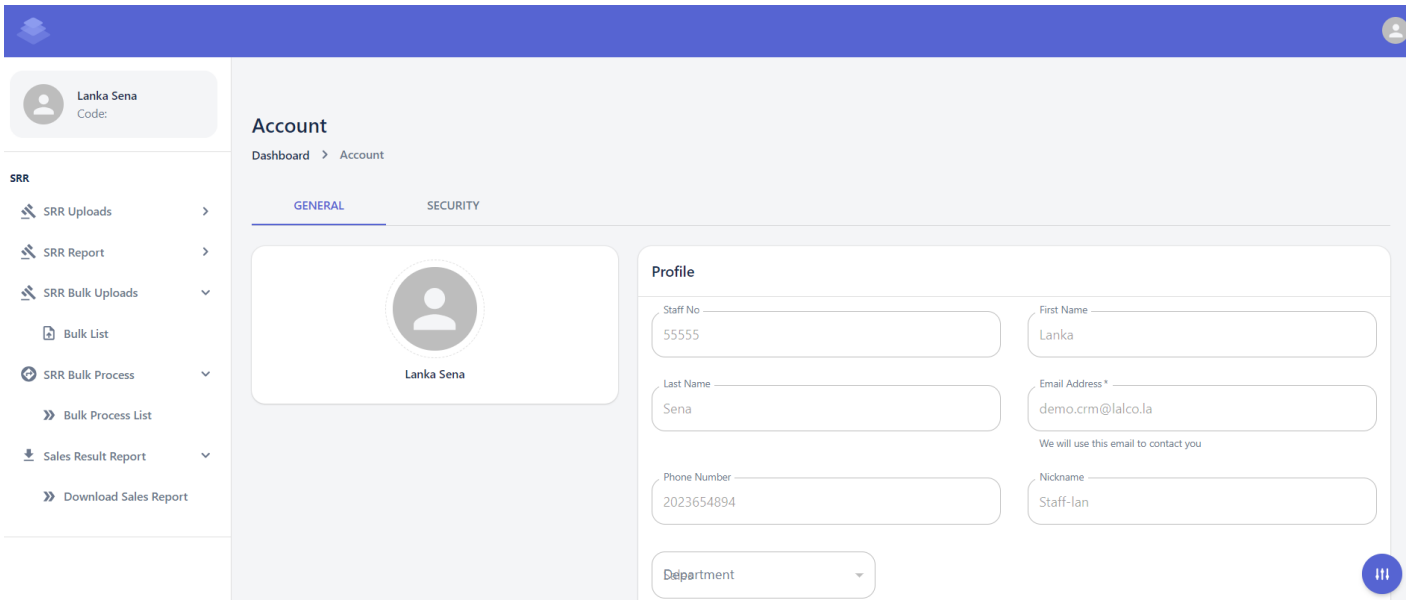 Lanka Sena
Code:
SRR
SRR Uploads
SRR Report
SRR Bulk Uploads
Bulk List
SRR Bulk Process
Bulk Process List
Sales Result Report
Download Sales Report
Account
Dashboard > Account
GENERAL SECURITY
Lanka Sena
Profile
Staff No
55555
First Name
Lanka
Last Name
Sena
Email Address *
demo.crm@lalco.la
We will use this email to contact you
Phone Number
2023654894
Nickname
Staff-lan
Department